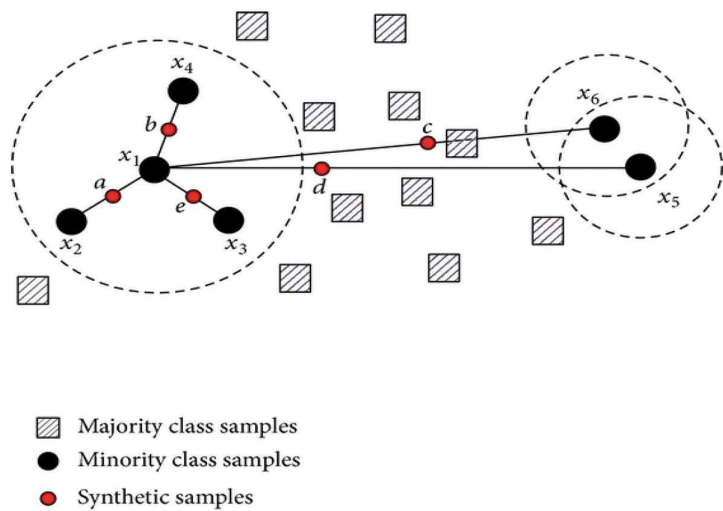 x4
x6
b
c
x1
a
d
e
x5
x2
x3
Majority class samples
Minority class samples
Synthetic samples